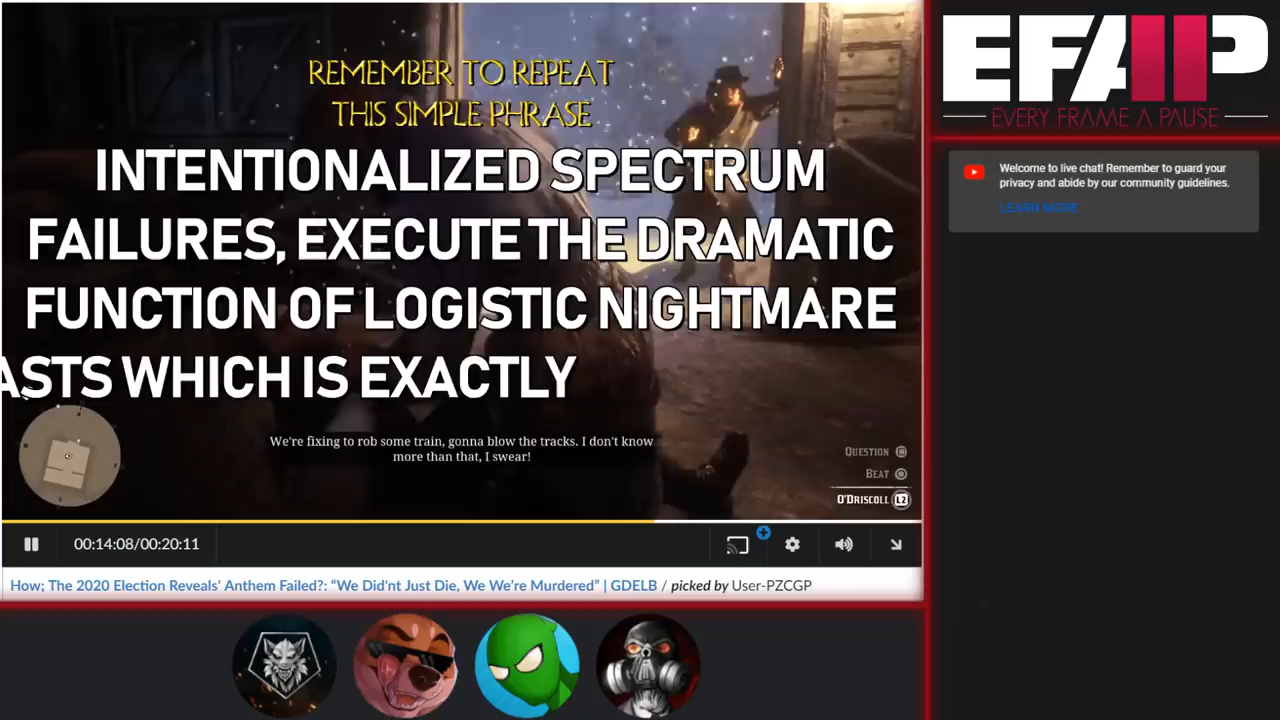 REMEMBER TO REPEAT
THIS SIMPLE PHRASE
INTENTIONALIZED SPECTRUM
FAILURES, EXECUTE THE DRAMATIC
FUNCTION OF LOGISTIC NIGHTMARE
ASTS WHICH IS EXACTLY
We're fixing to rob some train, gonna blow the tracks. I don't know
more than that, I swear!
QUESTION
BEAT
O'DRISCOLL L2
00:14:08/00:20:11
How; The 2020 Election Reveals' Anthem Failed?: “We Did'nt Just Die, We We're Murdered” | GDELB / picked by User-PZCGP
EFAP
EVERY FRAME A PAUSE
Welcome to live chat! Remember to guard your
privacy and abide by our community guidelines.
LEARN MORE